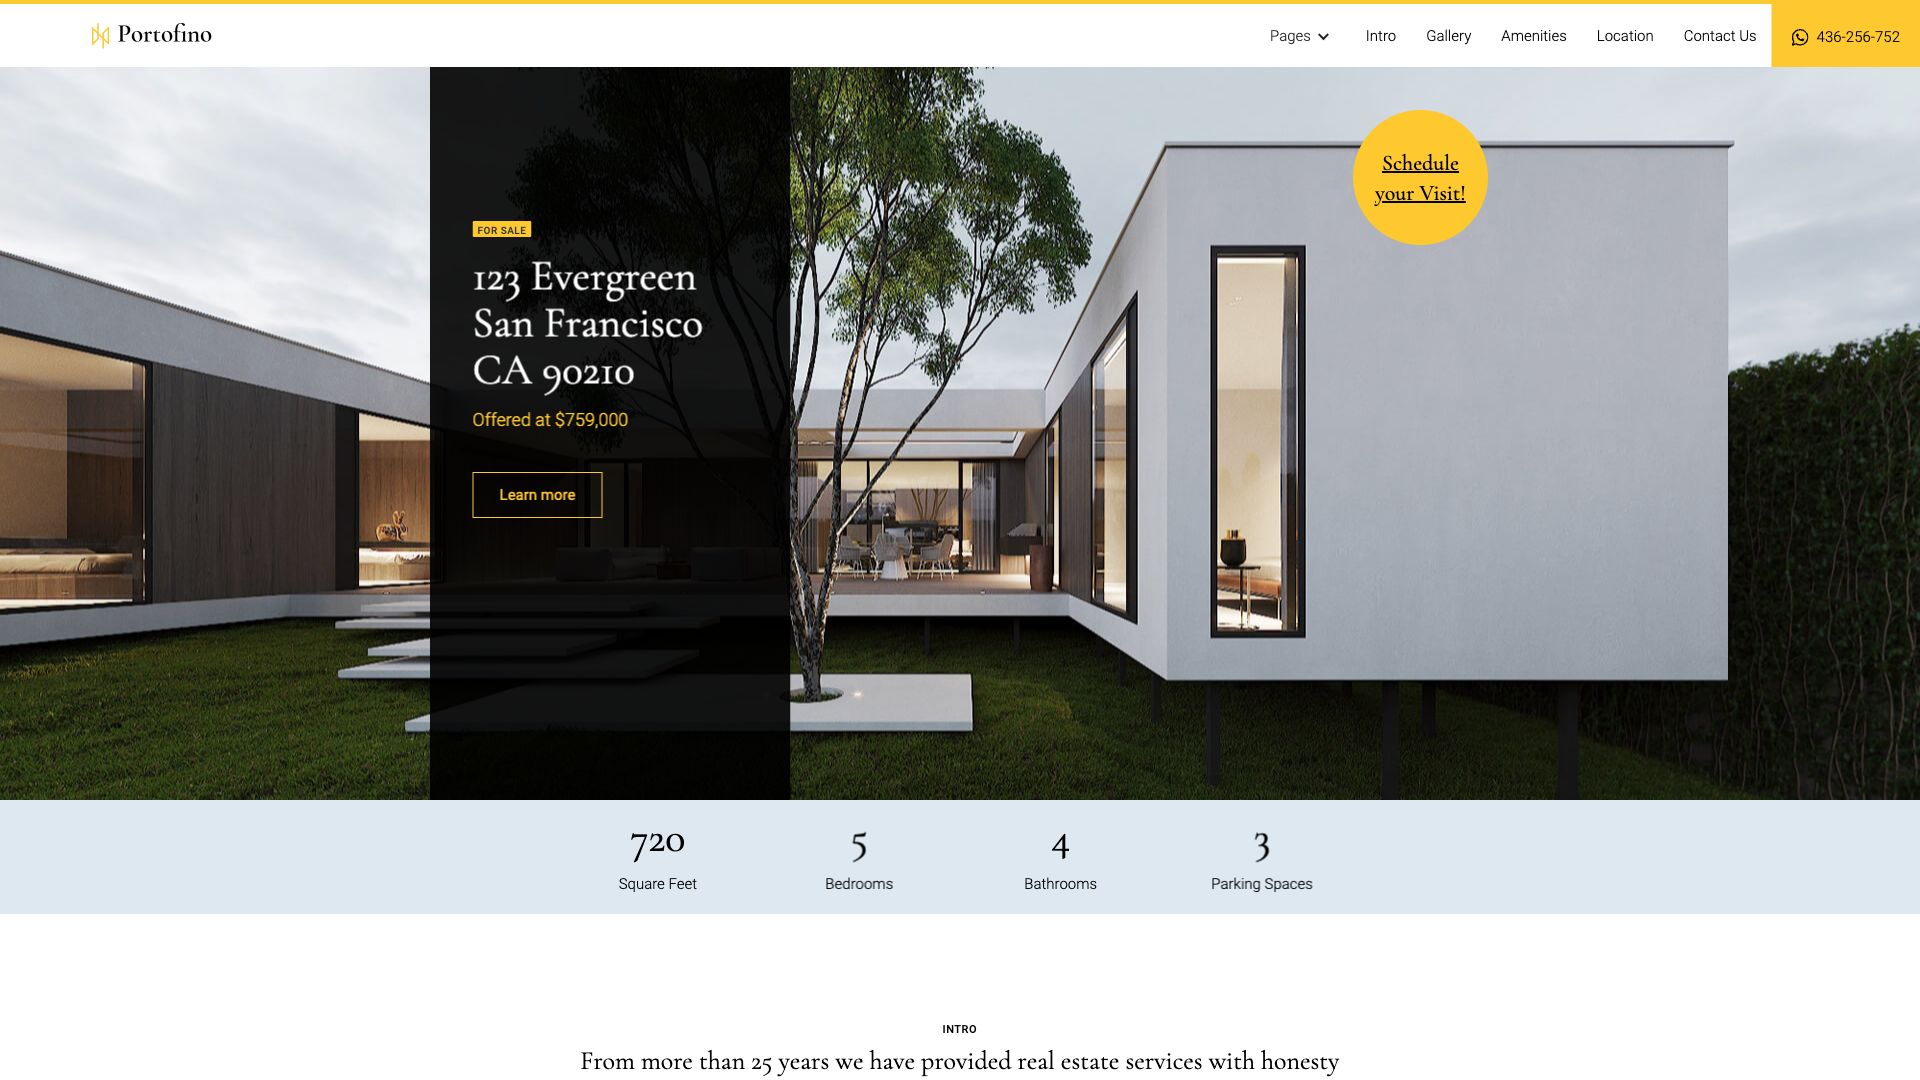 Portofino
Pages
Intro
Gallery
Amenities
Location
Contact Us
436-256-752
Schedule
your Visit!
FOR SALE
123 Evergreen
San Francisco
CA 90210
Offered at $759,000
Learn more
720
Square Feet
5
Bedrooms
4
Bathrooms
3
Parking Spaces
INTRO
From more than 25 years we have provided real estate services with honesty